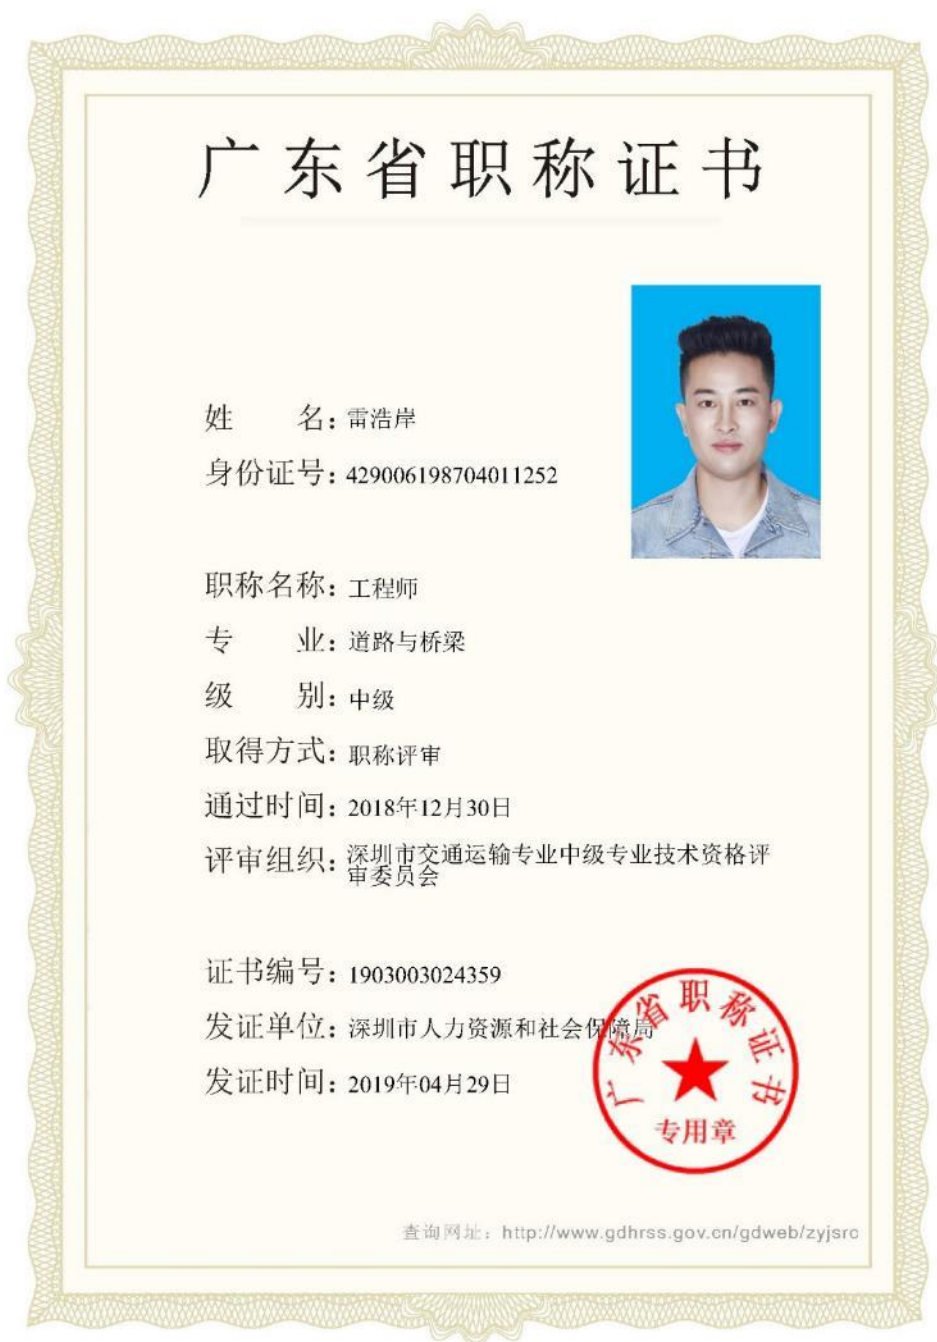 广东省职称证书
姓　　名：雷浩岸
身份证号：429006198704011252
职称名称：工程师
专　　业：道路与桥梁
级　　别：中级
取得方式：职称评审
通过时间：2018年12月30日
评审组织：深圳市交通运输专业中级专业技术资格评
审委员会
证书编号：1903003024359
发证单位：深圳市人力资源和社会保障局
发证时间：2019年04月29日
广东省职称证书
专用章
查询网址：http://www.gdhrss.gov.cn/gdweb/zyjsrc